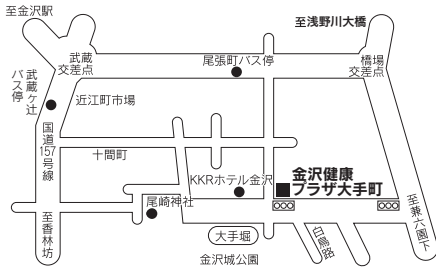 至金沢駅
至浅野川大橋
武蔵
交差点
尾張町バス停
橋場
交差点
武蔵ヶ辻
バス停
近江町市場
国道157号線
十間町
KKRホテル金沢
金沢健康
プラザ大手町
尾崎神社
至香林坊
大手堀
白鳥路
至兼六園下
金沢城公園